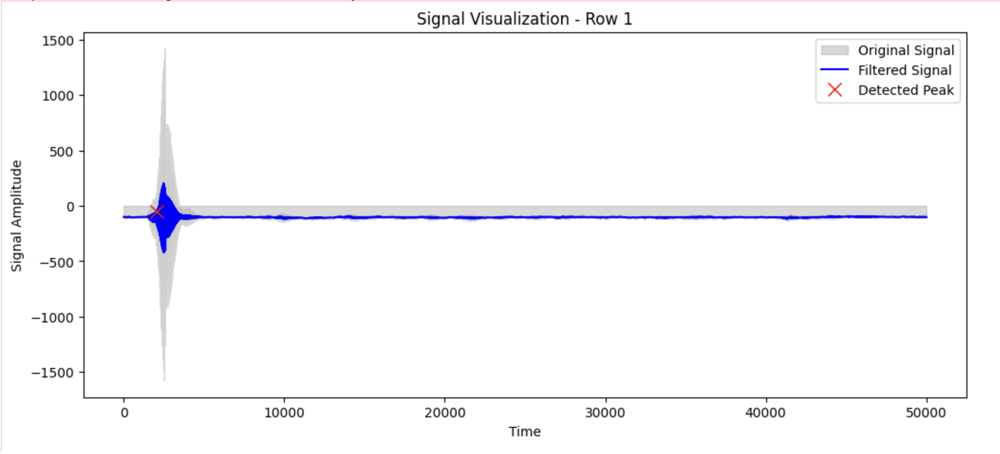 Signal Visualization - Row 1
1500
1000
500
0
−500
−1000
−1500
Signal Amplitude
Original Signal
Filtered Signal
Detected Peak
0
10000
20000
30000
40000
50000
Time